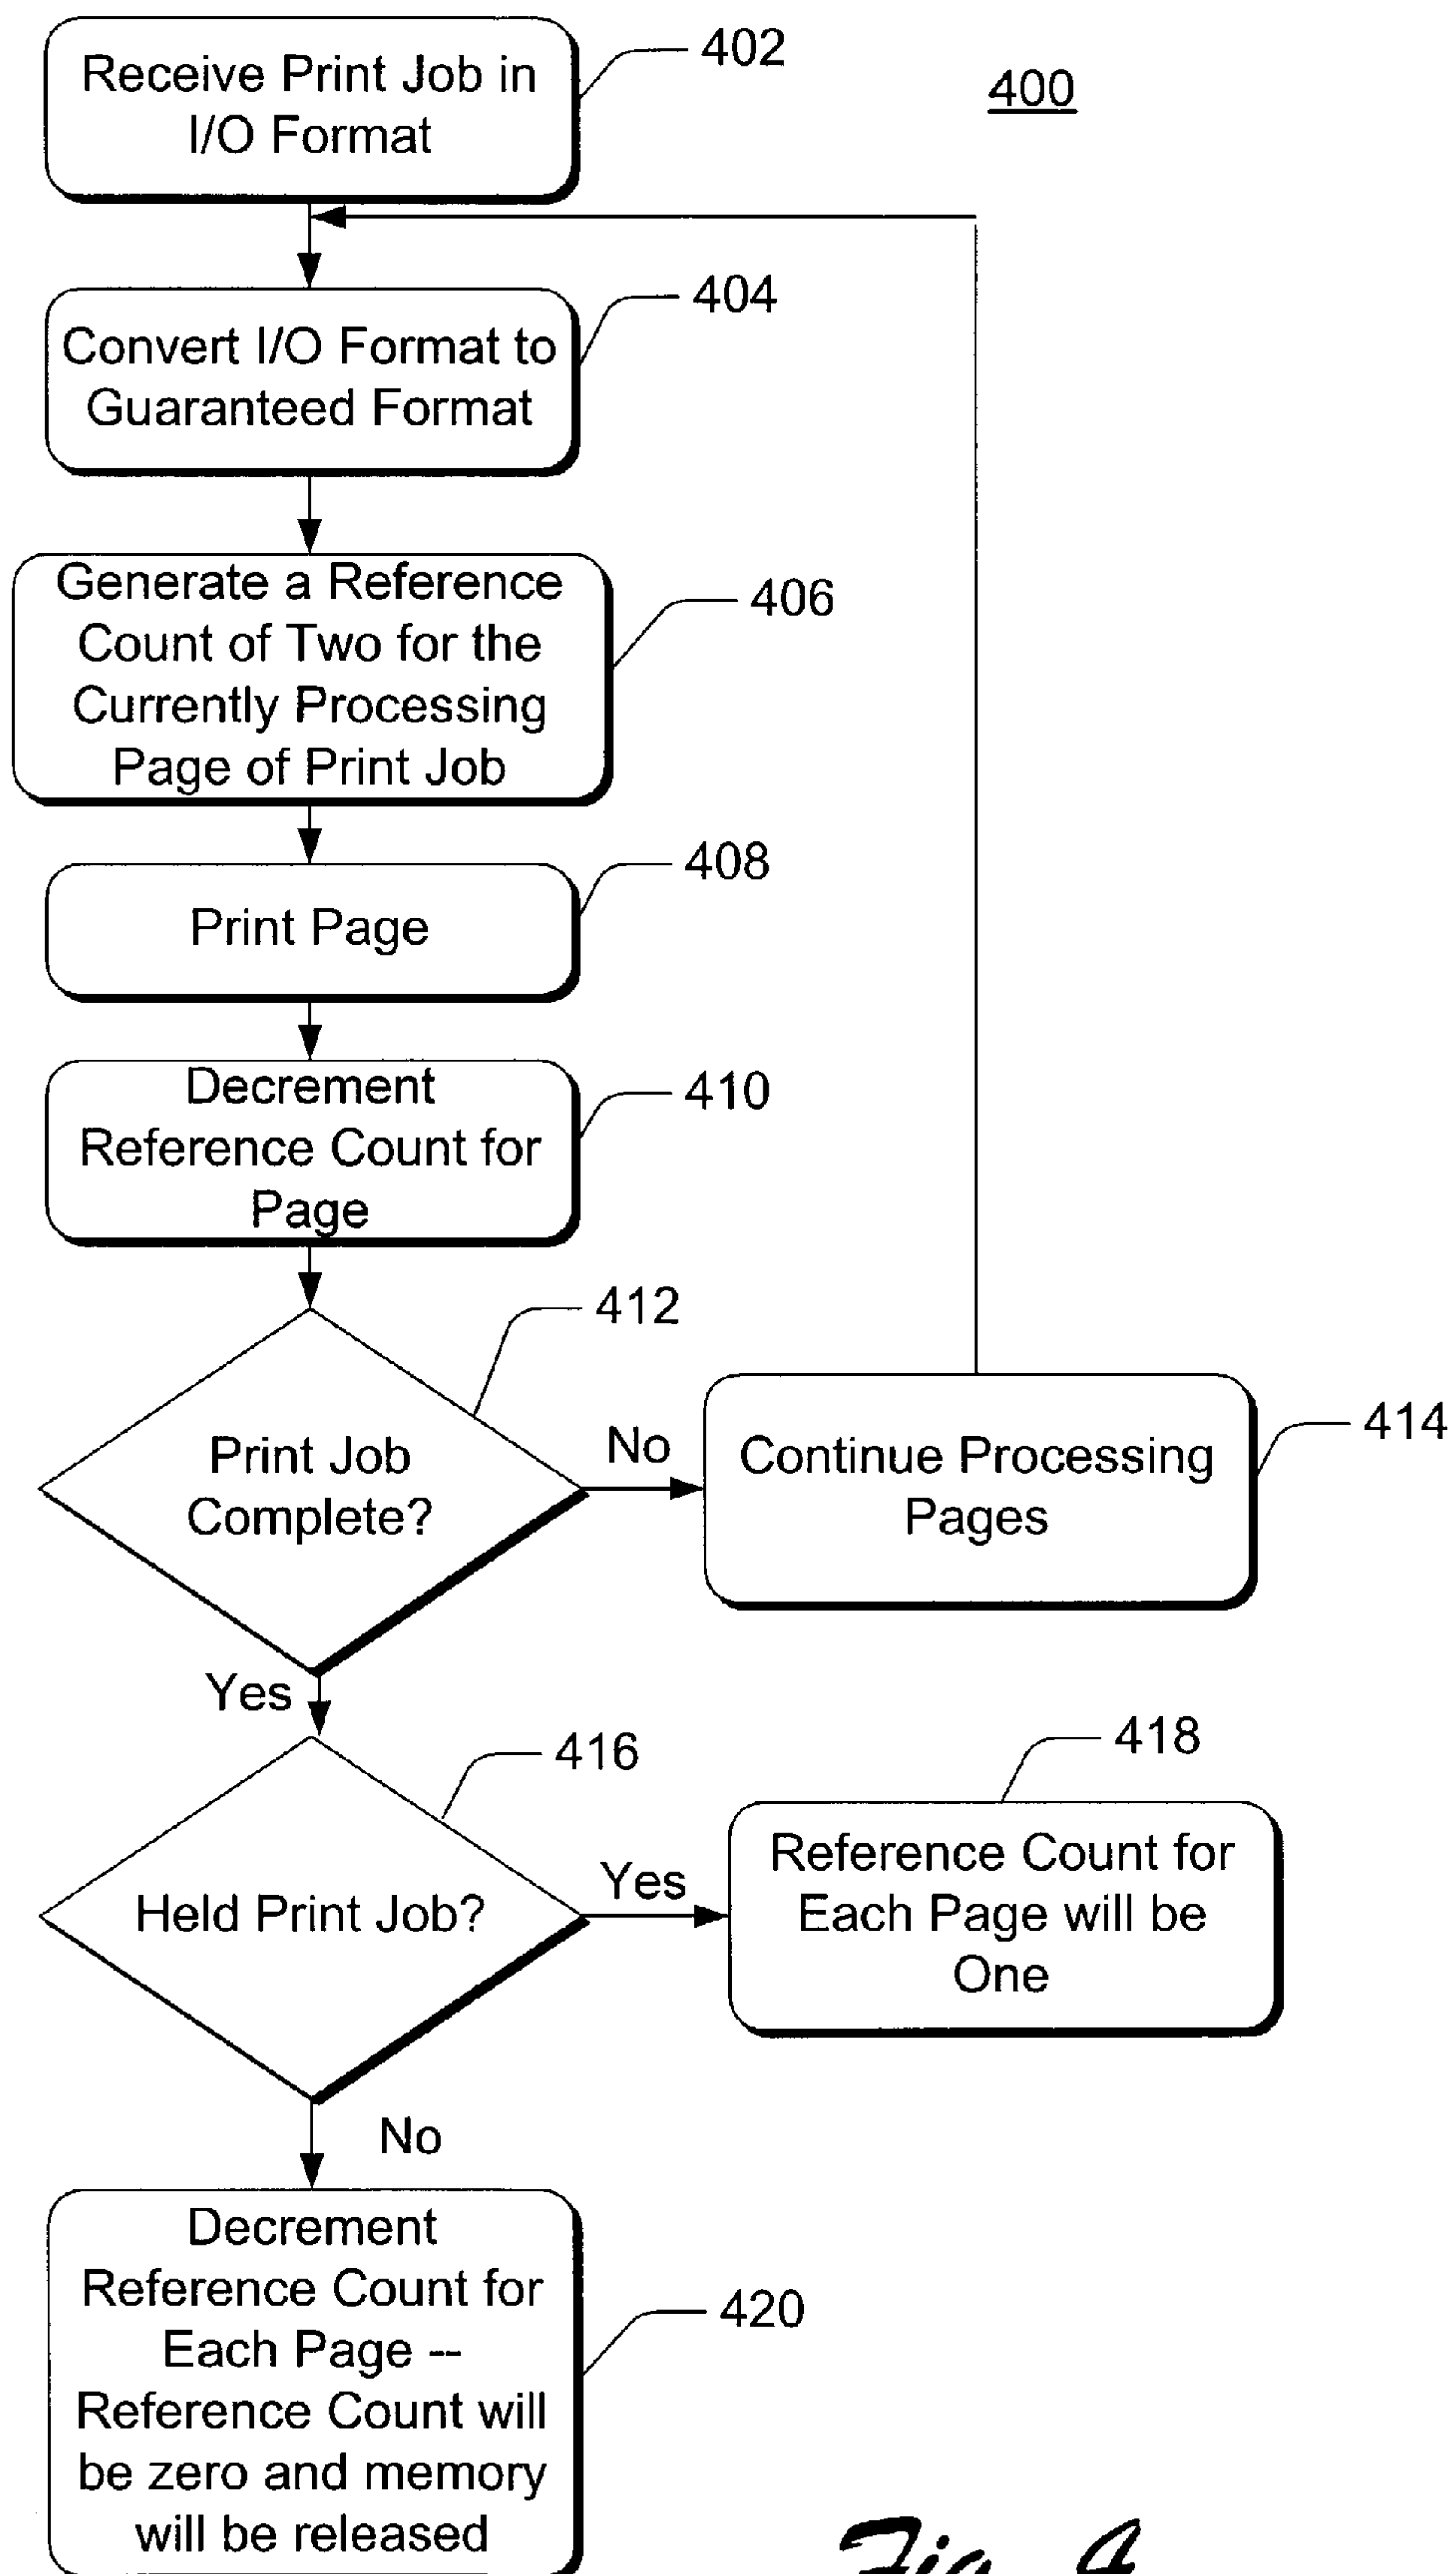 Receive Print Job in
I/O Format
402
400
Convert I/O Format to
Guaranteed Format
404
Generate a Reference
Count of Two for the
Currently Processing
Page of Print Job
406
Print Page
408
Decrement
Reference Count for
Page
410
Print Job
Complete?
412
No
Continue Processing
Pages
414
Yes
Held Print Job?
416
Yes
Reference Count for
Each Page will be
One
418
No
Decrement
Reference Count for
Each Page --
Reference Count will
be zero and memory
will be released
420
Fig. 4